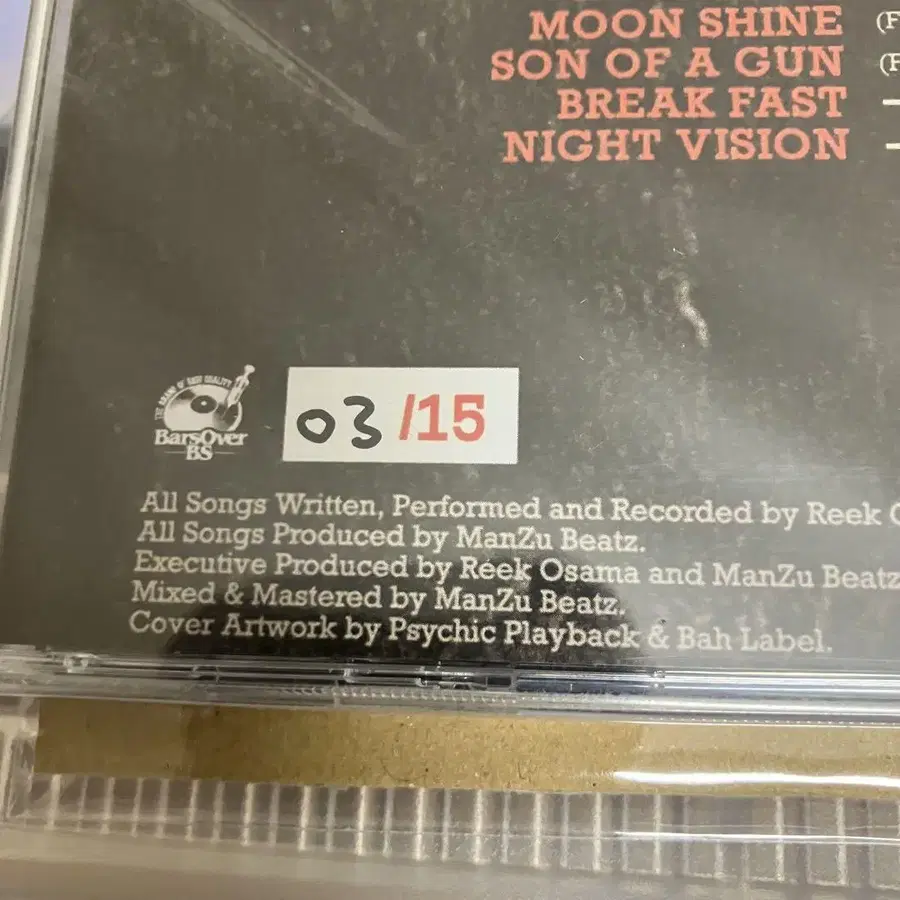 MOON SHINE (F
SON OF A GUN (F
BREAK FAST
NIGHT VISION
BarsOver
BS
03 /15
All Songs Written, Performed and Recorded by Reek
All Songs Produced by ManZu Beatz.
Executive Produced by Reek Osama and ManZu Beatz
Mixed & Mastered by ManZu Beatz.
Cover Artwork by Psychic Playback & Bah Label.